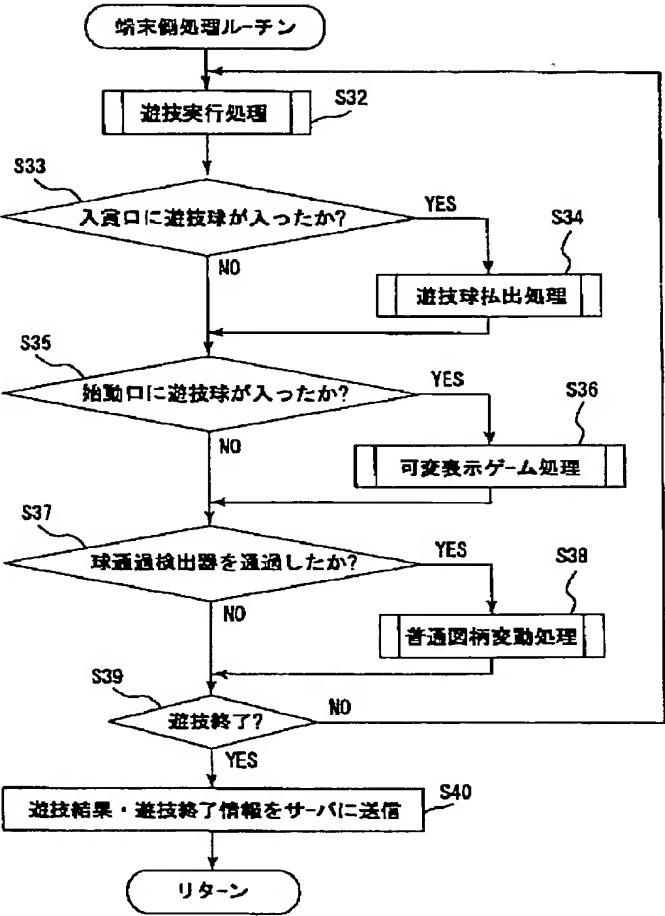 端末側処理ルーチン
S32
遊技実行処理
S33
入賞口に遊技球が入ったか?
YES
S34
NO
遊技球払出処理
S35
始動口に遊技球が入ったか?
YES
S36
NO
可変表示ゲーム処理
S37
球通過検出器を通過したか?
YES
S38
NO
普通図柄変動処理
S39
遊技終了?
NO
YES
遊技結果・遊技終了情報をサーバに送信
S40
リターン